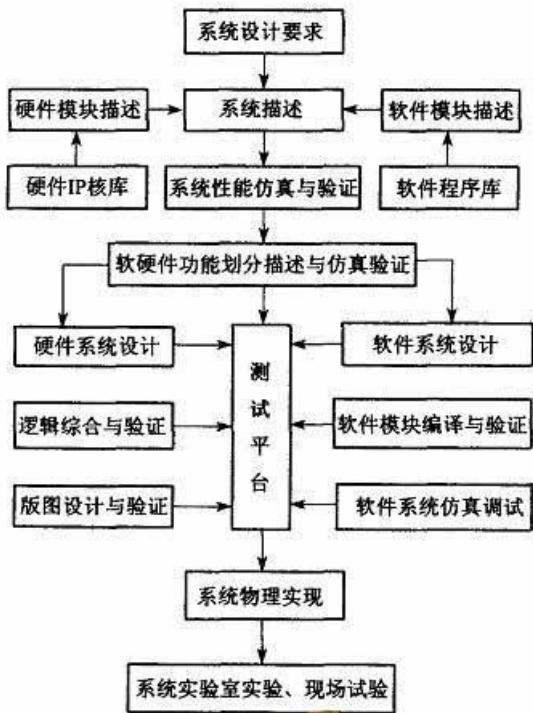 系统设计要求
硬件模块描述
系统描述
软件模块描述
硬件IP核库
系统性能仿真与验证
软件程序库
软硬件功能划分描述与仿真验证
硬件系统设计
测试平台
软件系统设计
逻辑综合与验证
软件模块编译与验证
版图设计与验证
软件系统仿真调试
系统物理实现
系统实验室实验、现场试验